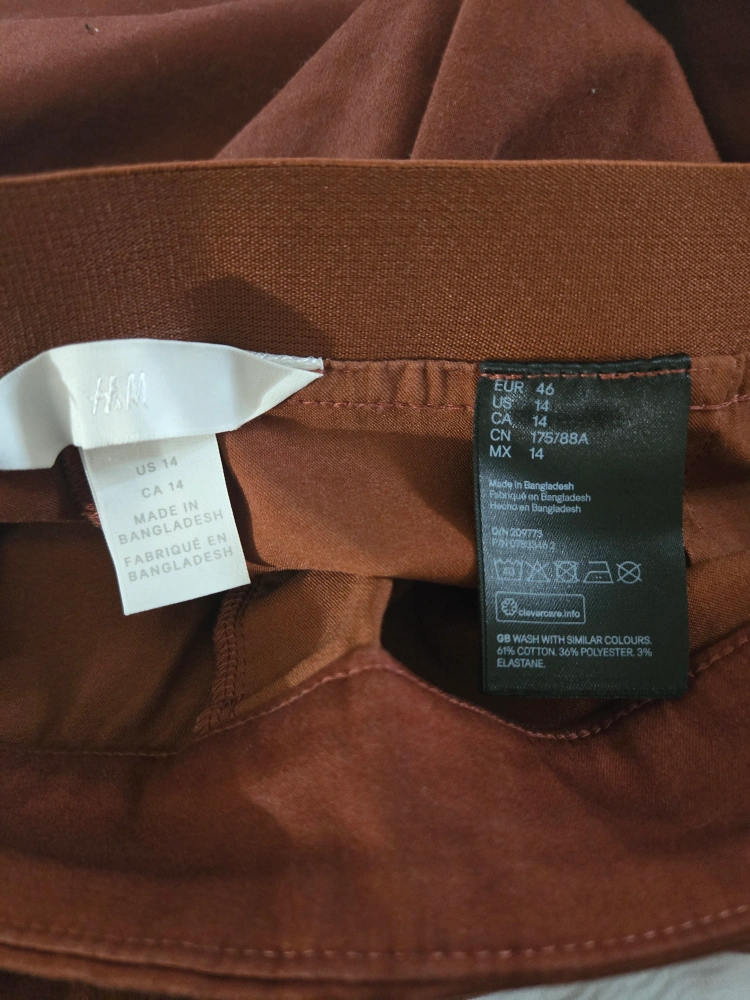 H&M
US 14
CA 14
MADE IN
BANGLADESH
FABRIQUÉ EN
BANGLADESH
EUR 46
US 14
CA 14
CN 175/88A
MX 14
Made in Bangladesh
Fabriqué en Bangladesh
Hecho en Bangladesh
O/N 209773
P/N
clevercare.info
GB WASH WITH SIMILAR COLOURS.
61% COTTON. 36% POLYESTER. 3%
ELASTANE.